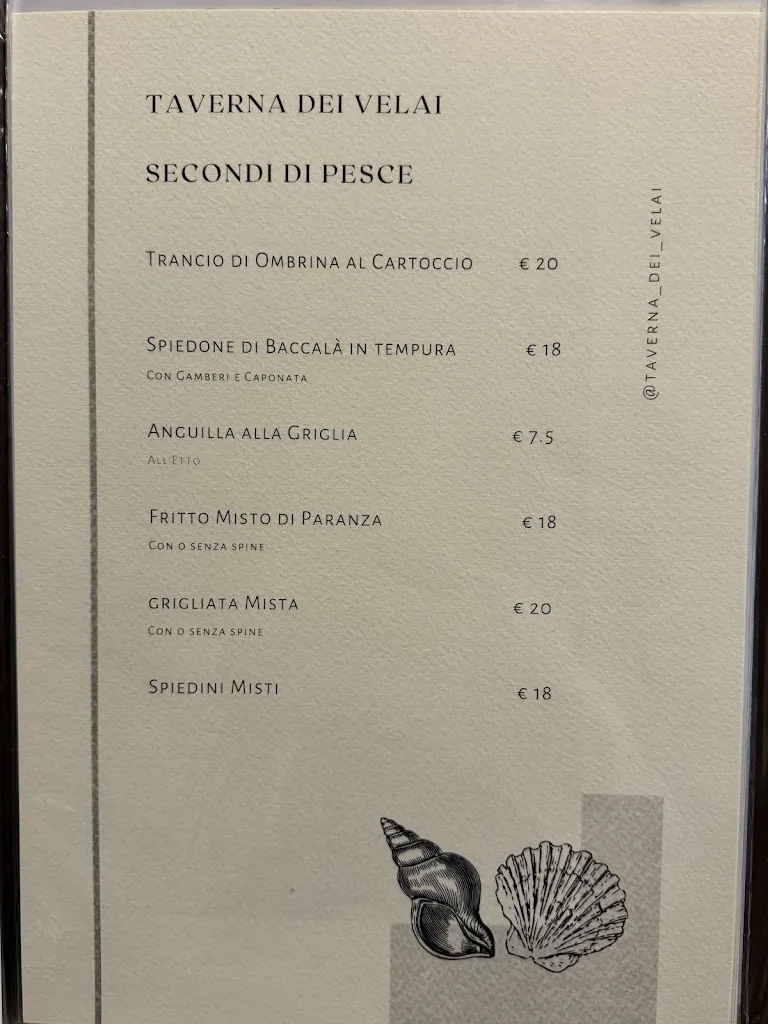 TAVERNA DEI VELAI
SECONDI DI PESCE
TRANCIO DI OMBRINA AL CARTOCCIO € 20
SPIEDONE DI BACCALÀ IN TEMPURA € 18
CON GAMBERI E CAPONATA
ANGUILLA ALLA GRIGLIA € 7.5
ALL'ETTO
FRITTO MISTO DI PARANZA € 18
CON O SENZA SPINE
GRIGLIATA MISTA € 20
CON O SENZA SPINE
SPIEDINI MISTI € 18
@TAVERNA_DEI_VELAI